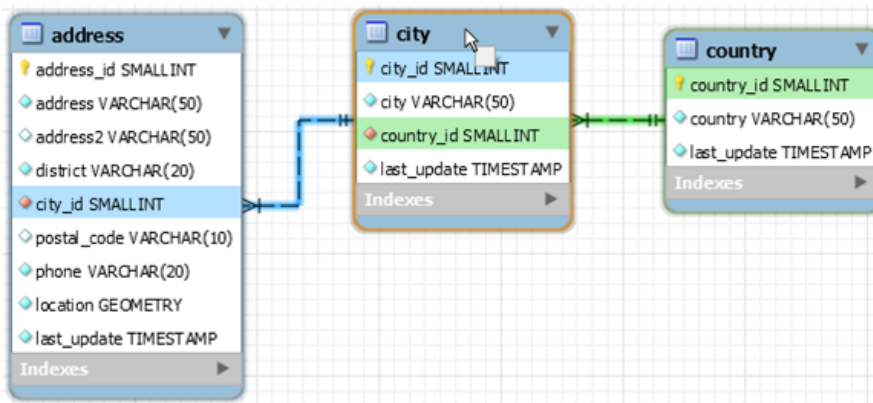 address
address_id SMALLINT
address VARCHAR(50)
address2 VARCHAR(50)
district VARCHAR(20)
city_id SMALLINT
postal_code VARCHAR(10)
phone VARCHAR(20)
location GEOMETRY
last_update TIMESTAMP
Indexes
city
city_id SMALLINT
city VARCHAR(50)
country_id SMALLINT
last_update TIMESTAMP
Indexes
country
country_id SMALLINT
country VARCHAR(50)
last_update TIMESTAMP
Indexes